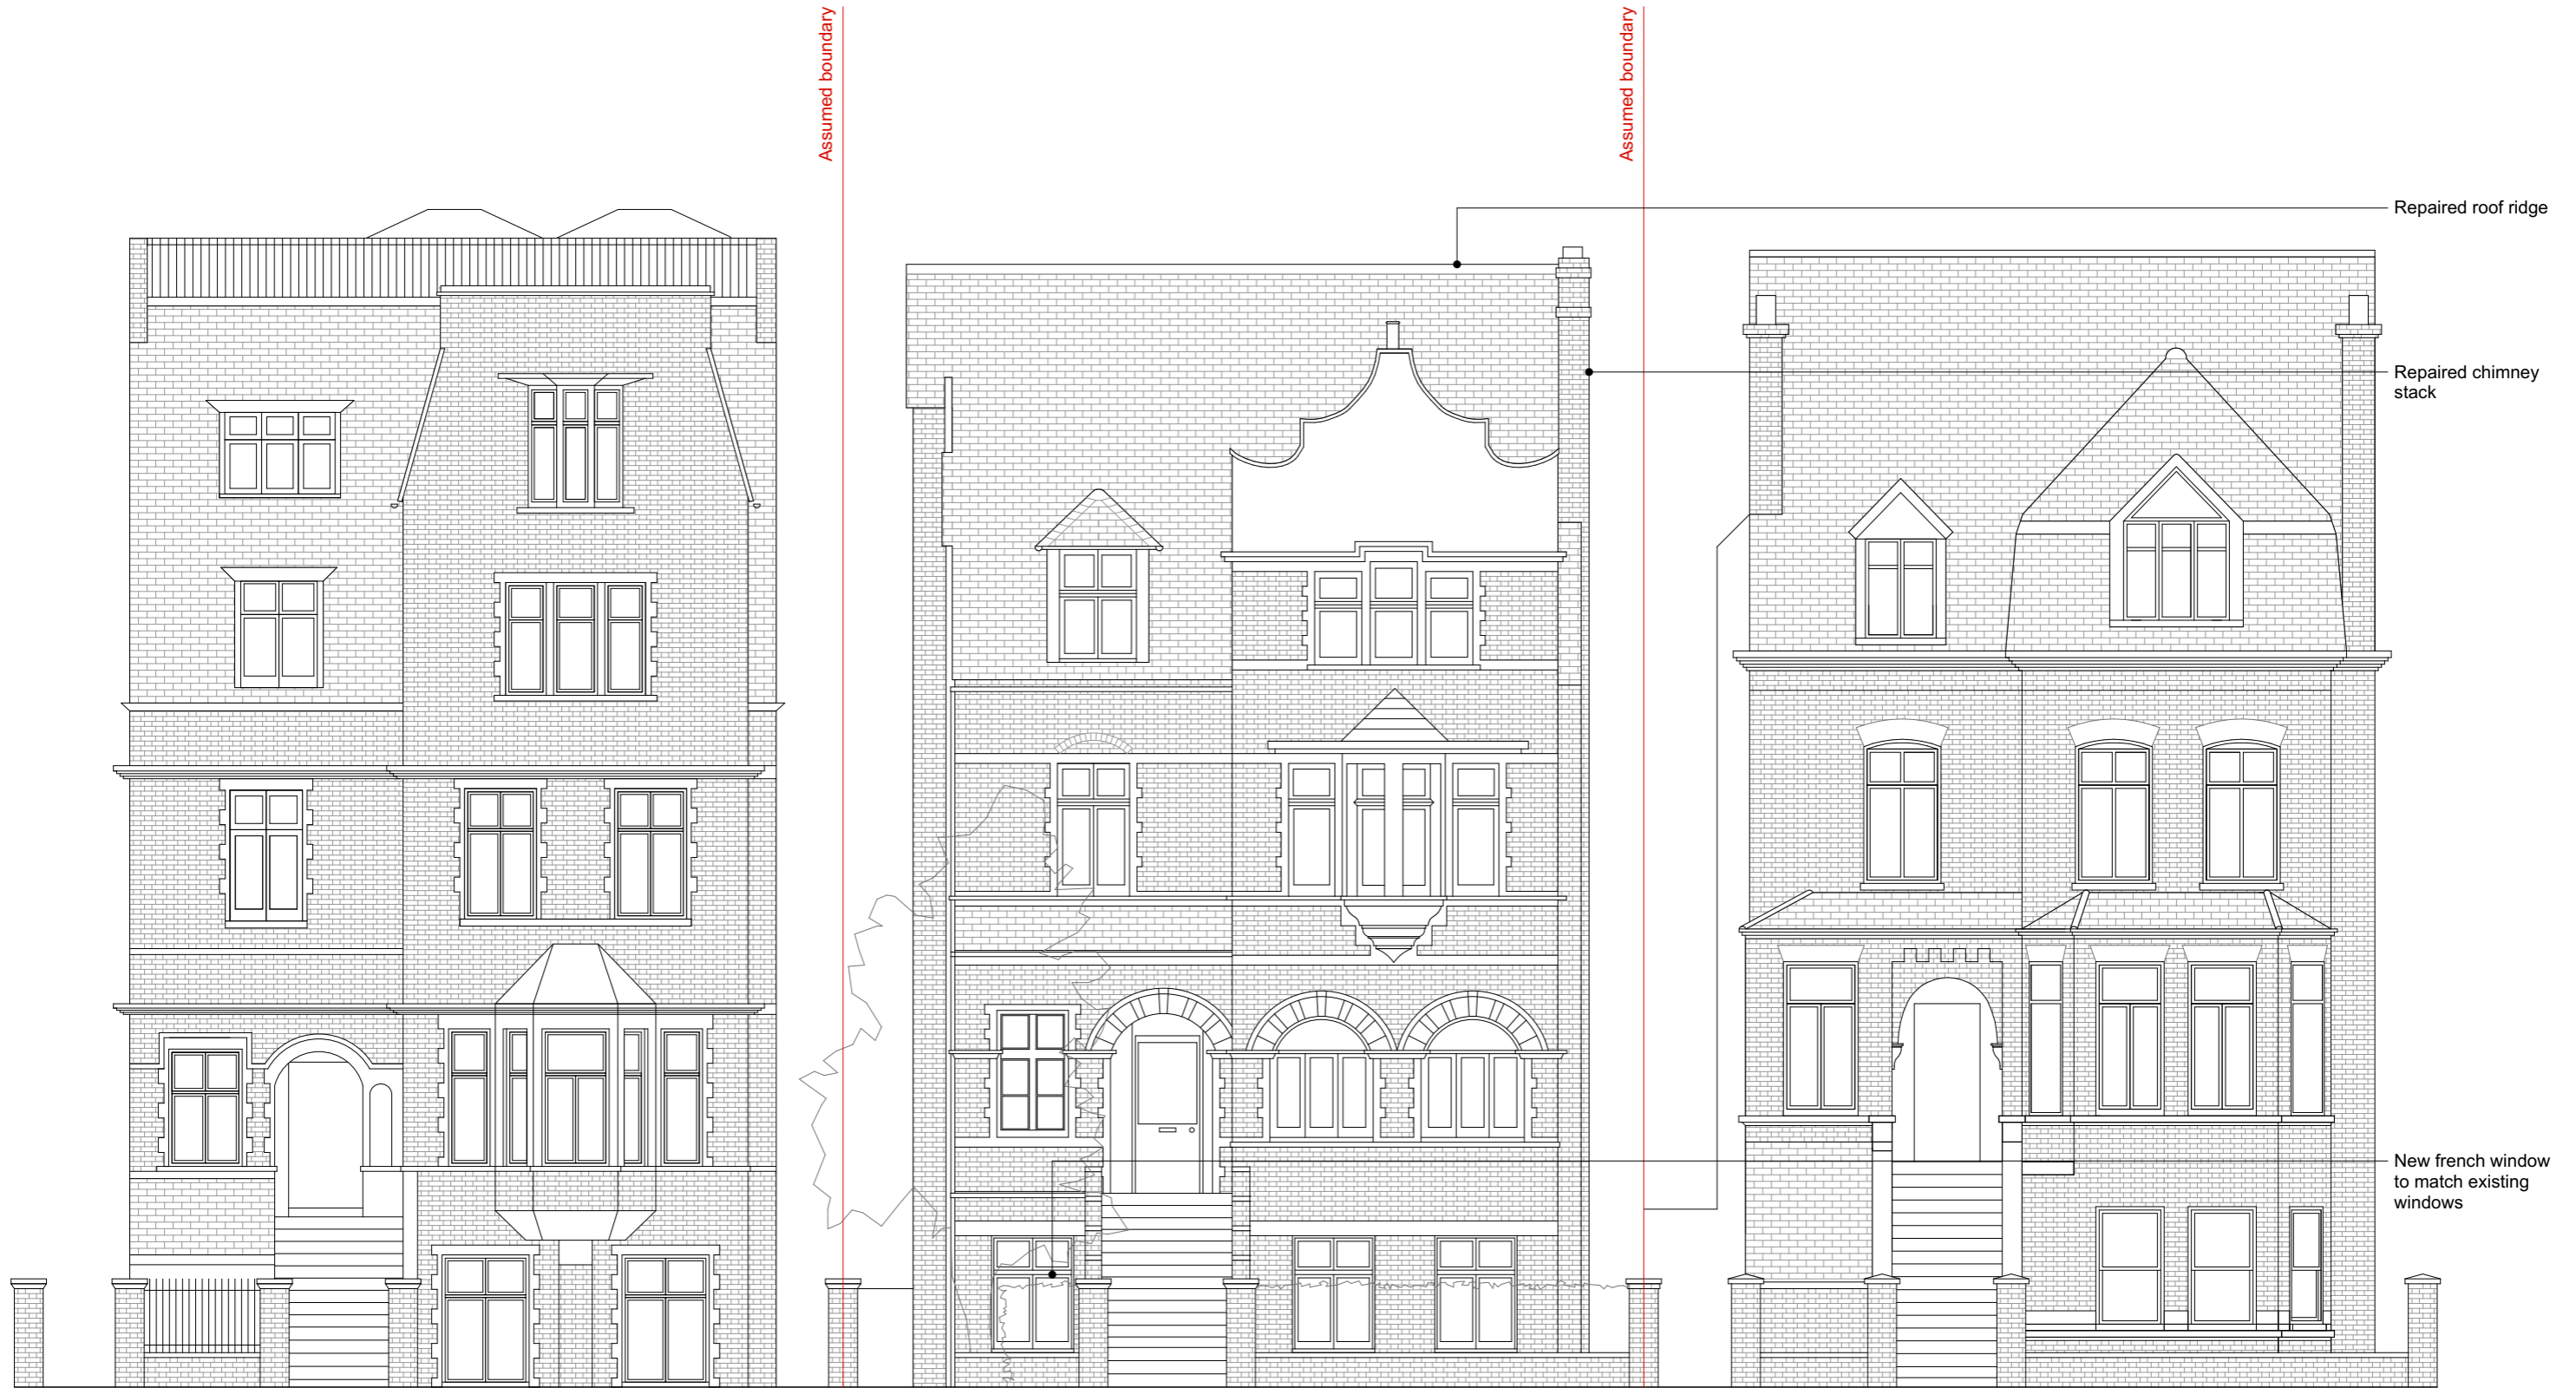 Assumed boundary
Assumed boundary
Repaired roof ridge
Repaired chimney
stack
New french window
to match existing
windows